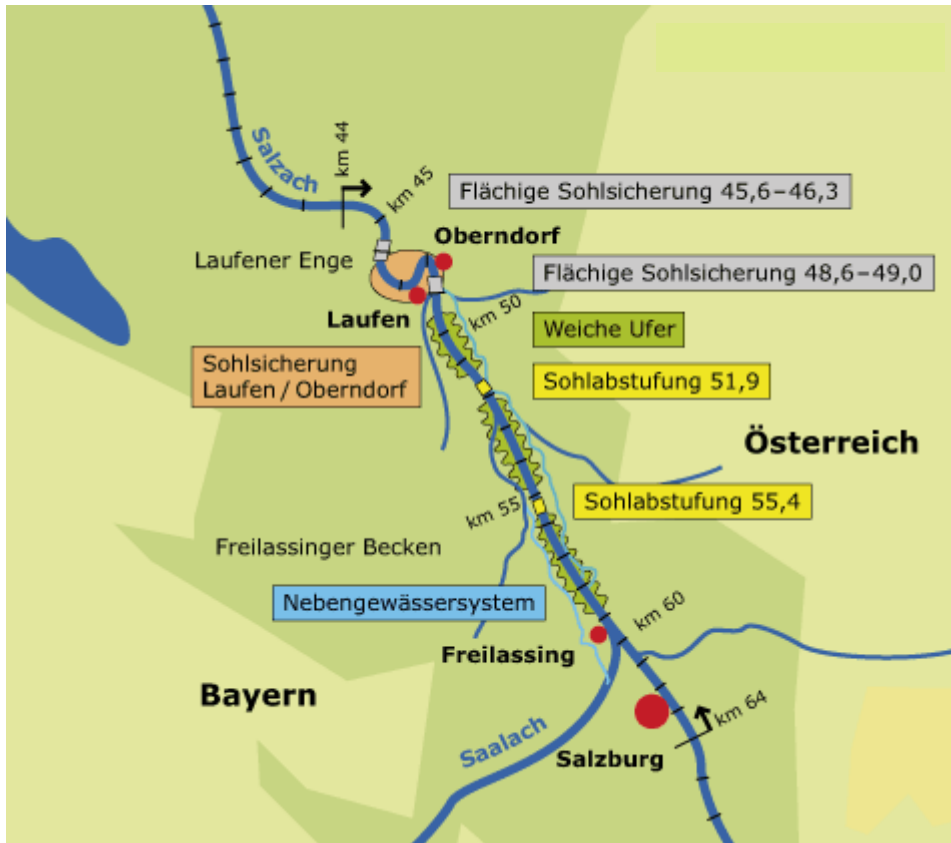 km 44
Salzach
km 45
Flächige Sohlsicherung 45,6–46,3
Oberndorf
Laufener Enge
Flächige Sohlsicherung 48,6–49,0
Laufen
km 50
Weiche Ufer
Sohlsicherung
Laufen / Oberndorf
Sohlabstufung 51,9
Österreich
km 55
Sohlabstufung 55,4
Freilassinger Becken
Nebengewässersystem
km 60
Freilassing
Bayern
Saalach
km 64
Salzburg